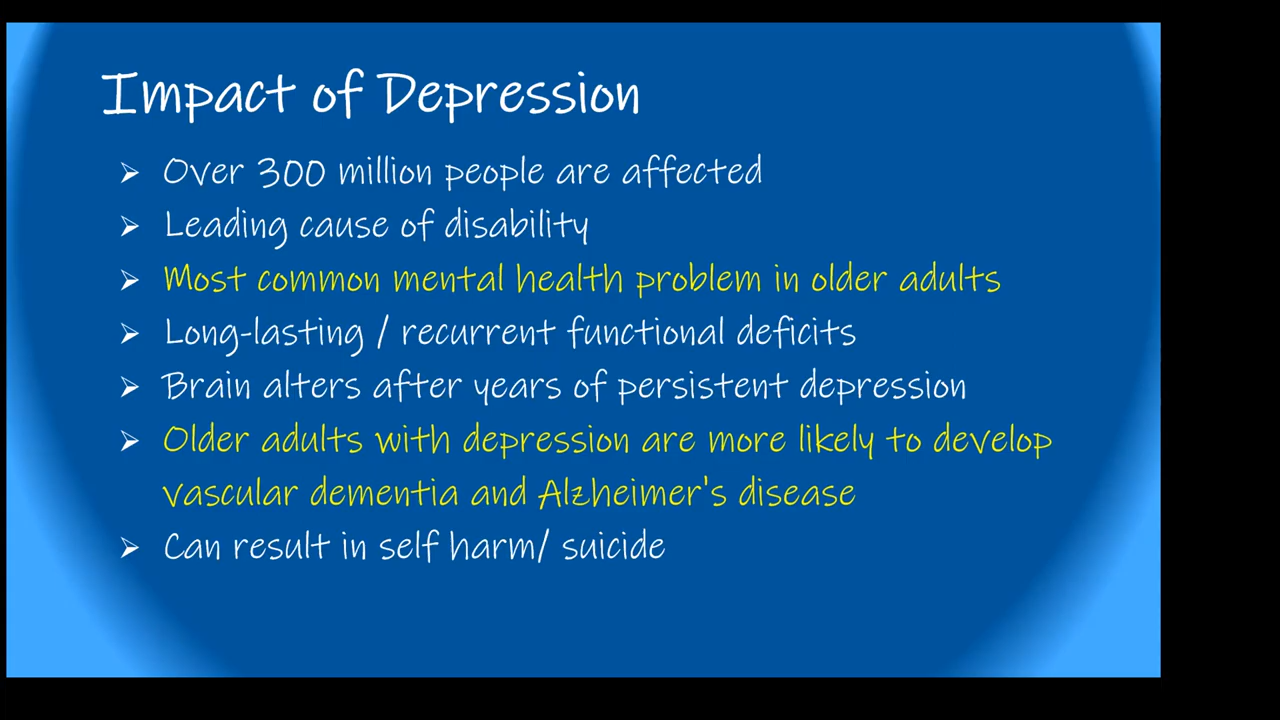 Impact of Depression
Over 300 million people are affected
Leading cause of disability
Most common mental health problem in older adults
Long-lasting / recurrent functional deficits
Brain alters after years of persistent depression
Older adults with depression are more likely to develop
vascular dementia and Alzheimer's disease
Can result in self harm/ suicide